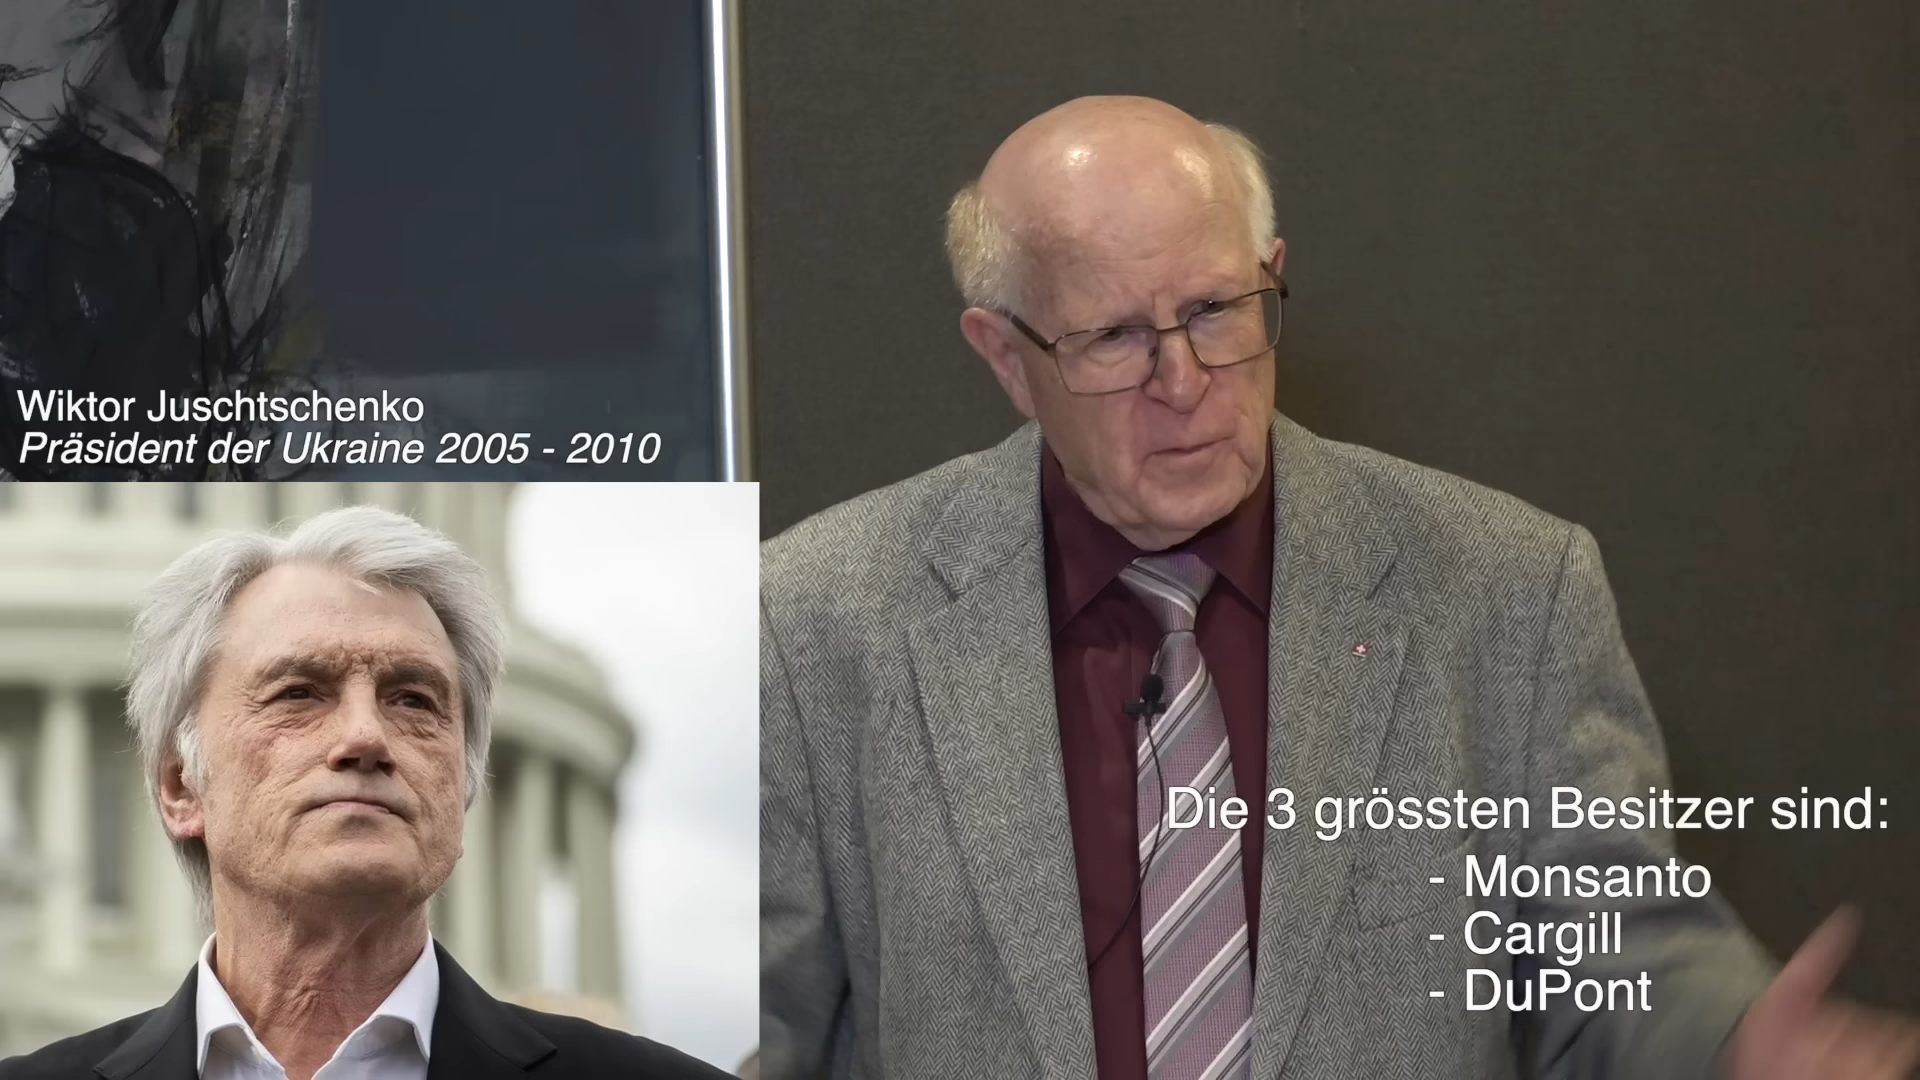 Wiktor Juschtschenko
Präsident der Ukraine 2005 - 2010
Die 3 grössten Besitzer sind:
- Monsanto
- Cargill
- DuPont